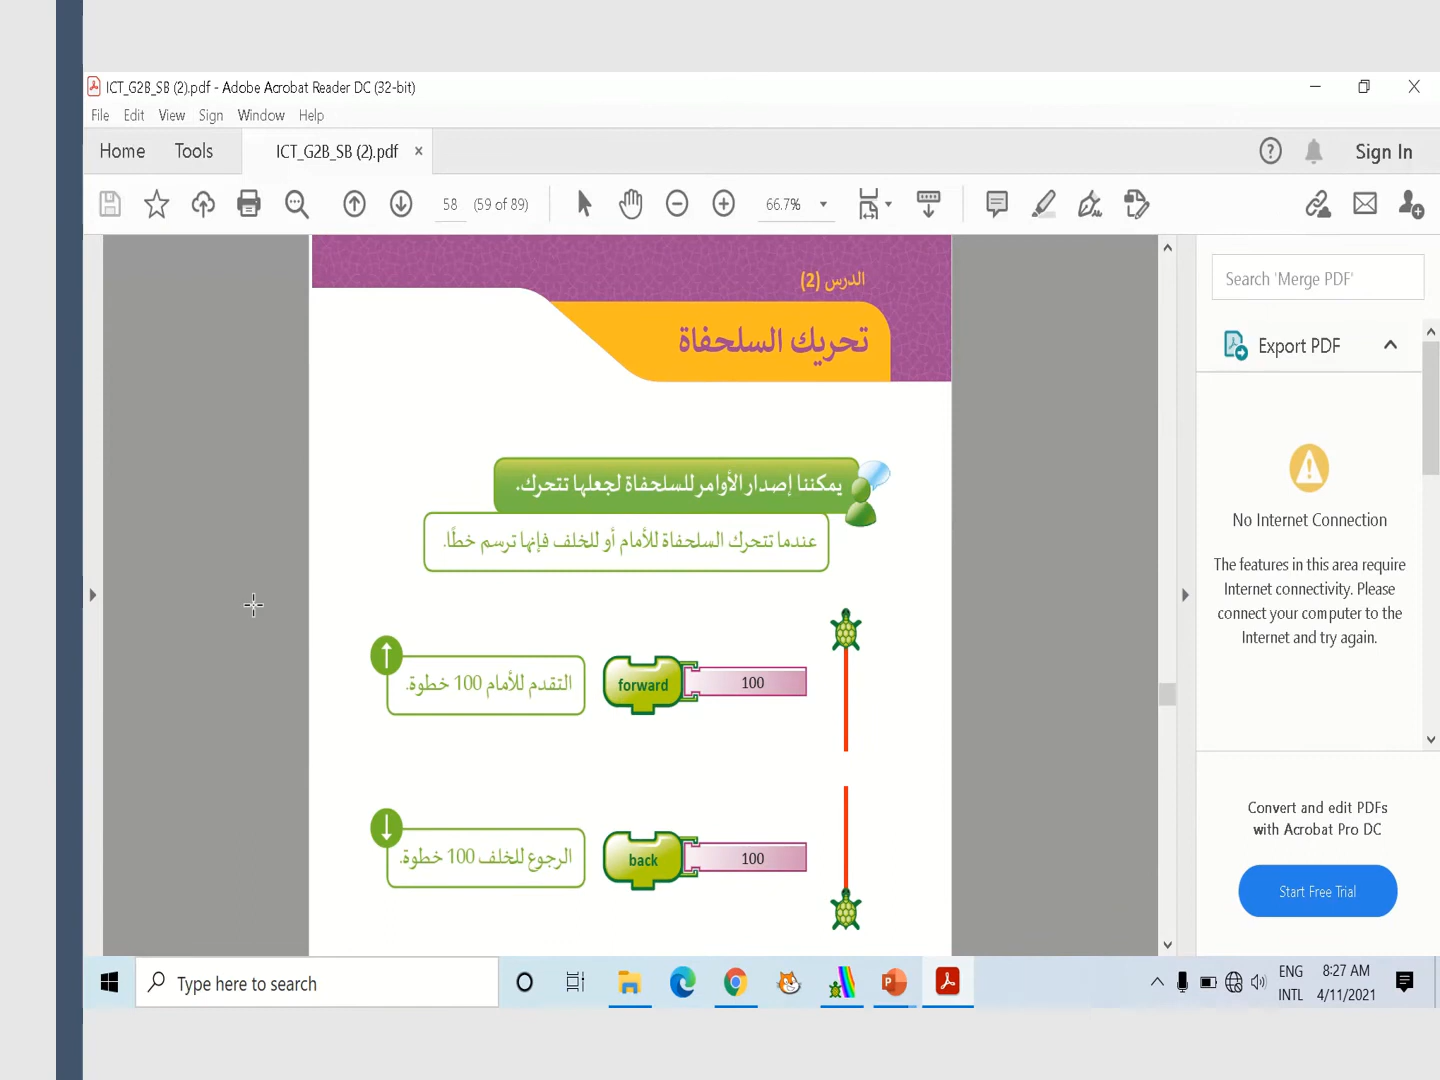 ICT_G2B_SB (2).pdf - Adobe Acrobat Reader DC (32-bit)
File Edit View Sign Window Help
Home Tools ICT_G2B_SB (2).pdf × Sign In
58 (59 of 89) 66.7%
الدرس (2)
تحريك السلحفاة
يمكننا إصدار الأوامر للسلحفاة لجعلها تتحرك.
عندما تتحرك السلحفاة للأمام أو للخلف فإنها ترسم خطًا.
التقدم للأمام 100 خطوة.
forward 100
الرجوع للخلف 100 خطوة.
back 100
Search 'Merge PDF'
Export PDF
No Internet Connection
The features in this area require
Internet connectivity. Please
connect your computer to the
Internet and try again.
Convert and edit PDFs
with Acrobat Pro DC
Start Free Trial
Type here to search
ENG
INTL
8:27 AM
4/11/2021